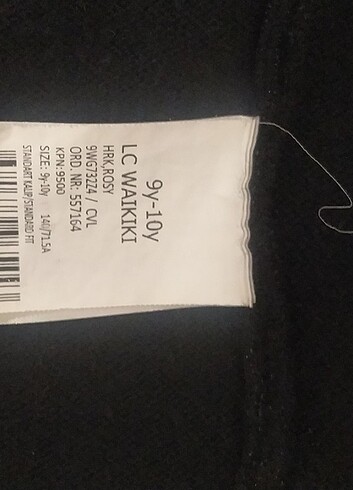 9y-10y
LC WAIKIKI
HRK,ROSY
9WG732Z4 / CVL
ORD. NR: 557164
KPN:9500
SIZE: 9y-10y 14i/71.5A
STANDART KALIP/STANDARD FIT